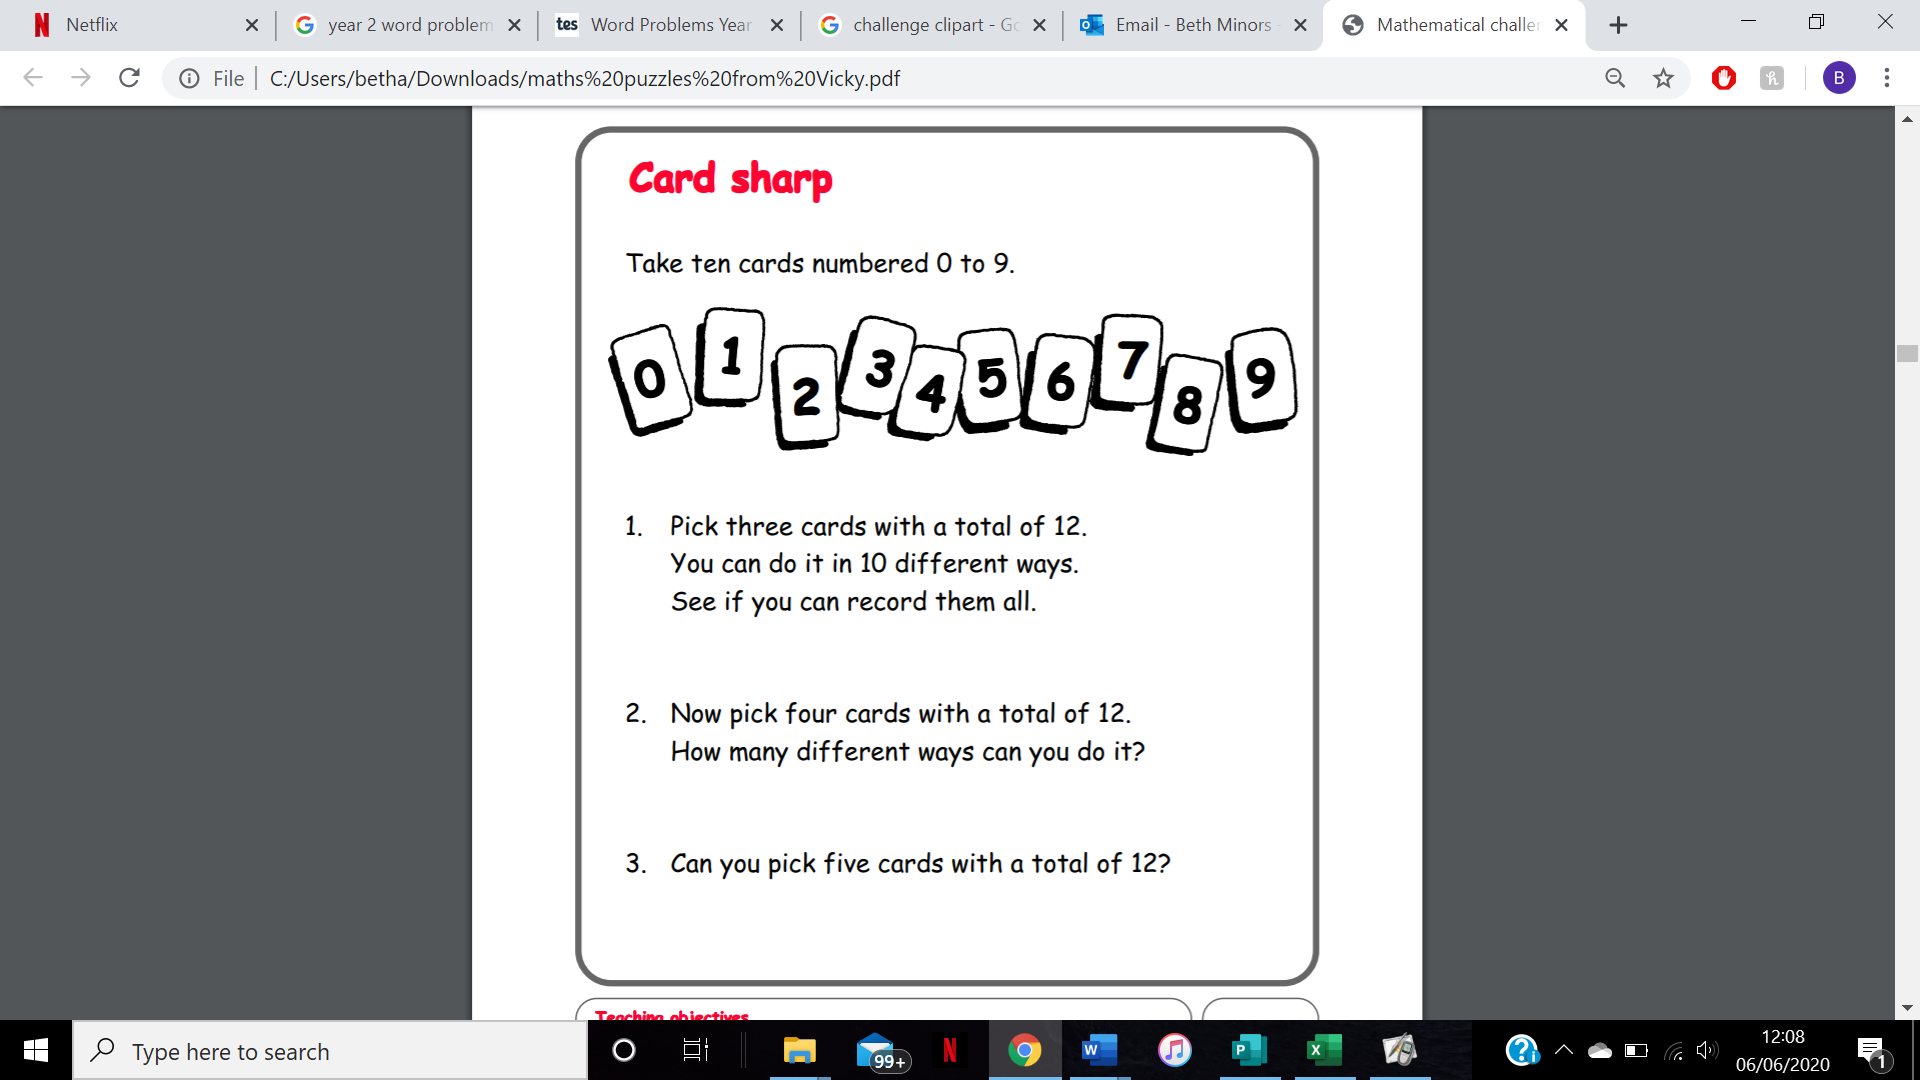 Netflix
year 2 word problem
tes Word Problems Year
challenge clipart - Go
Email - Beth Minors -
Mathematical challen
File C:/Users/betha/Downloads/maths%20puzzles%20from%20Vicky.pdf
B
Card sharp
Take ten cards numbered 0 to 9.
0 1 2 3 4 5 6 7 8 9
1. Pick three cards with a total of 12.
You can do it in 10 different ways.
See if you can record them all.
2. Now pick four cards with a total of 12.
How many different ways can you do it?
3. Can you pick five cards with a total of 12?
Teaching objectives
Type here to search
99+
12:08
06/06/2020
1